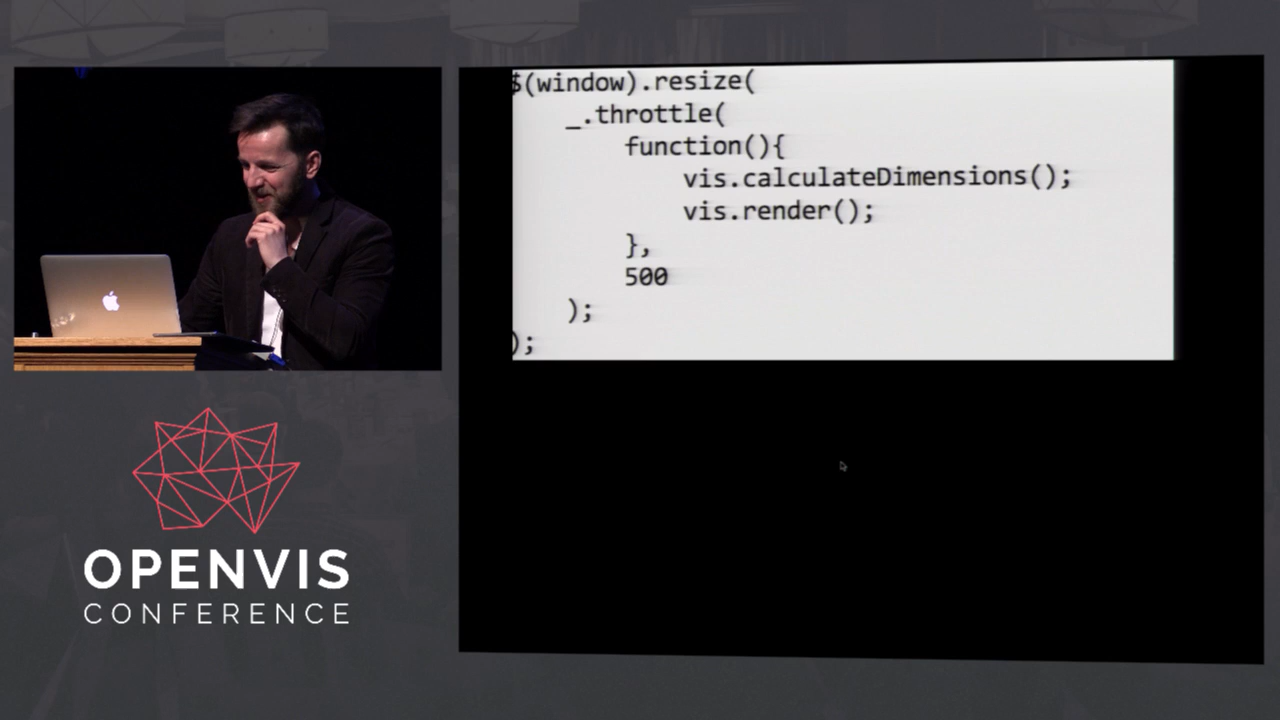 $(window).resize(
_.throttle(
function(){
vis.calculateDimensions();
vis.render();
},
500
);
);
OPENVIS
CONFERENCE